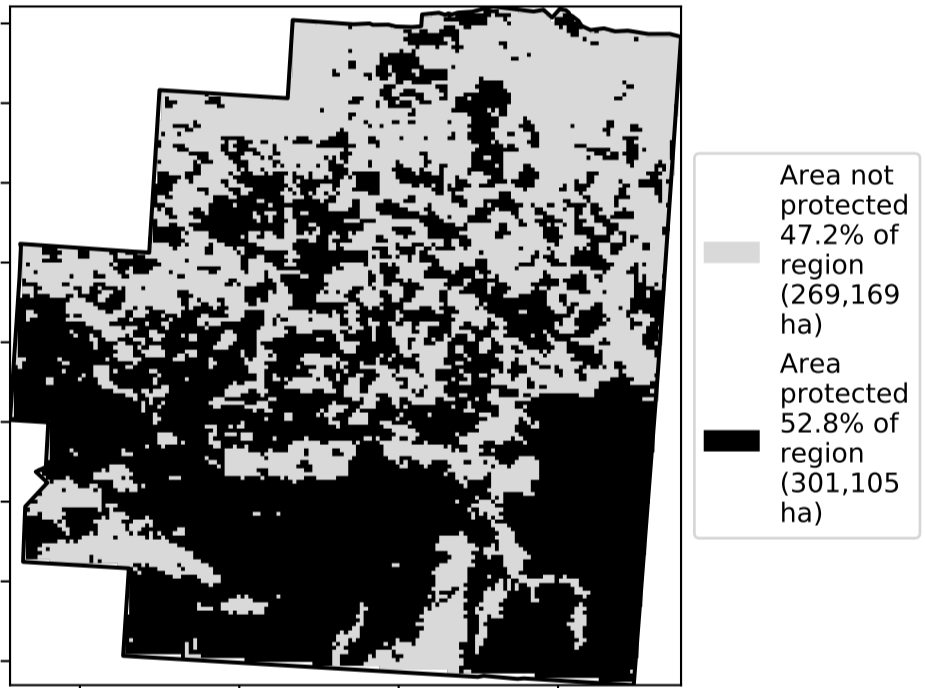 Area not
protected
47.2% of
region
(269,169
ha)
Area
protected
52.8% of
region
(301,105
ha)